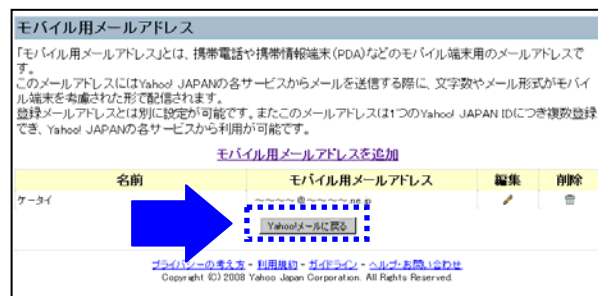 モバイル用メールアドレス
「モバイル用メールアドレス」とは、携帯電話や携帯情報端末(PDA)などのモバイル端末用のメールアドレスで
す。
このメールアドレスにはYahoo! JAPANの各サービスからメールを送信する際に、文字数やメール形式がモバイ
ル端末を考慮された形で配信されます。
登録メールアドレスとは別に設定が可能です。またこのメールアドレスは1つのYahoo! JAPAN IDにつき複数登録
でき、Yahoo! JAPANの各サービスから利用が可能です。
モバイル用メールアドレスを追加
名前 モバイル用メールアドレス 編集 削除
ケータイ ~~~~@~~~~.ne.jp
Yahoo!メールに戻る
プライバシーの考え方 - 利用規約 - ガイドライン - ヘルプ・お問い合わせ
Copyright (C) 2008 Yahoo Japan Corporation. All Rights Reserved.